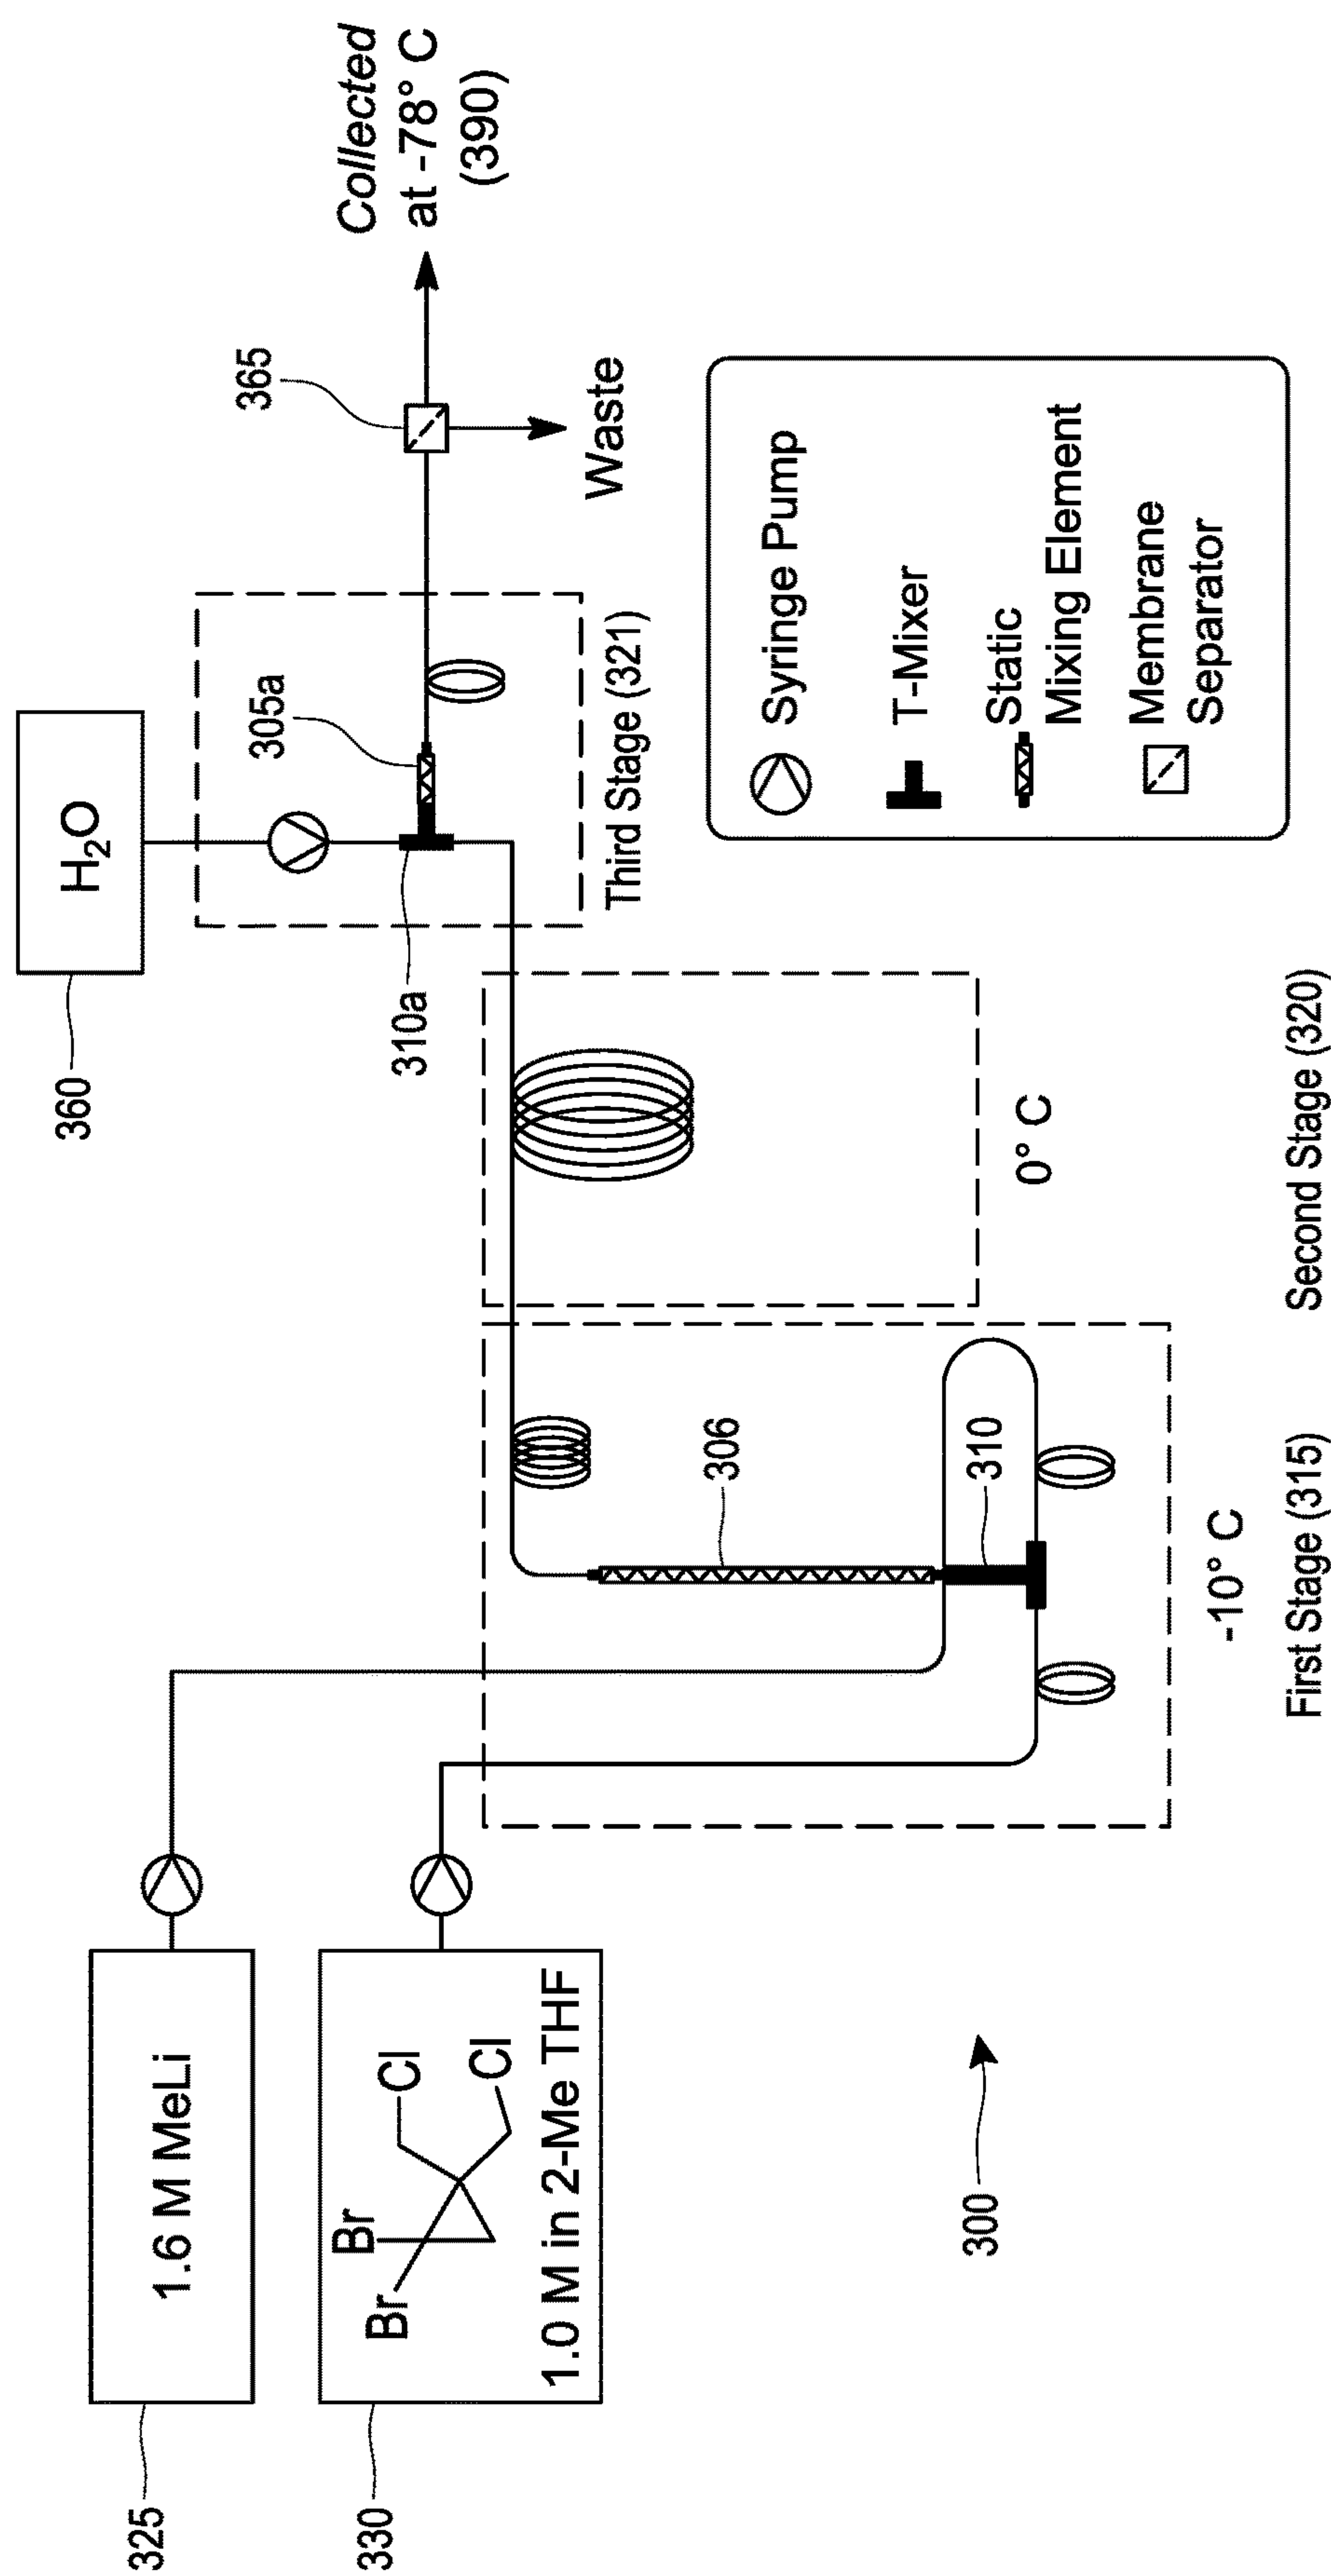 325
1.6 M MeLi
330
Br
Br
Cl
Cl
1.0 M in 2-Me THF
300
306
310
-10° C
First Stage (315)
0° C
Second Stage (320)
360
H2O
310a
305a
Third Stage (321)
365
Waste
Collected
at -78° C
(390)
Syringe Pump
T-Mixer
Static
Mixing Element
Membrane
Separator